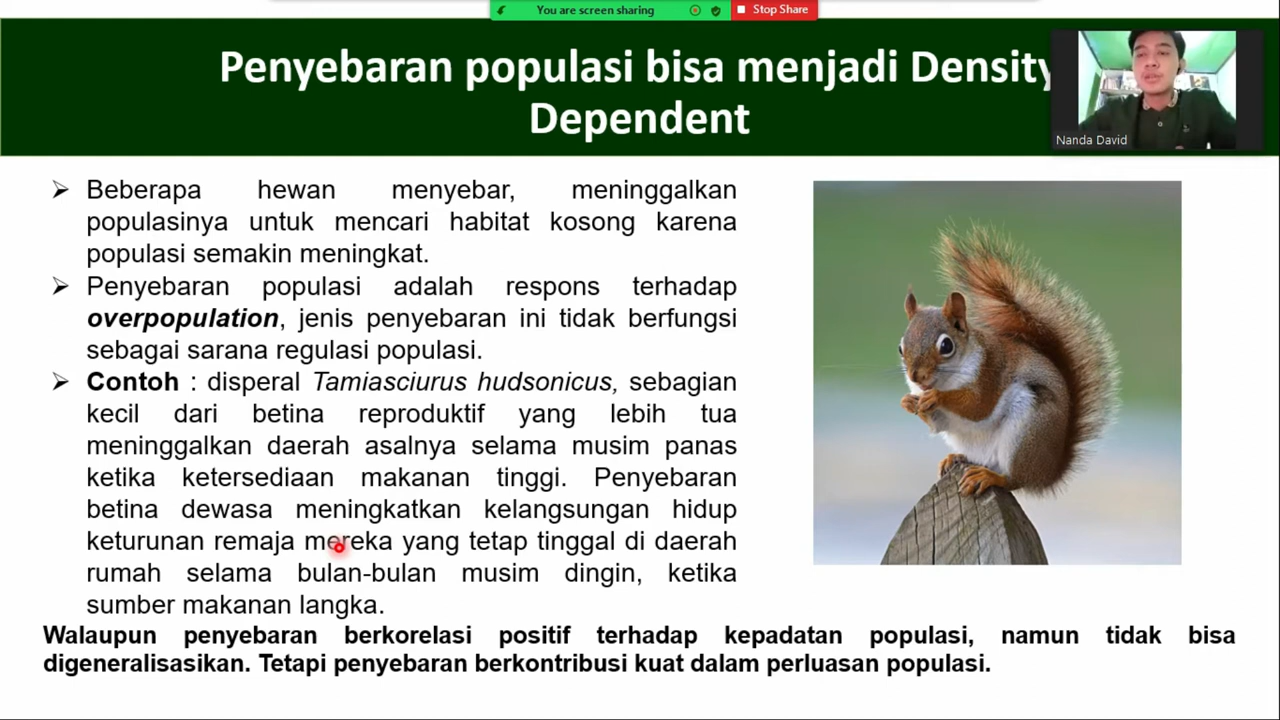 You are screen sharing
Stop Share
Penyebaran populasi bisa menjadi Density
Dependent
Nanda David
Beberapa hewan menyebar, meninggalkan
populasinya untuk mencari habitat kosong karena
populasi semakin meningkat.
Penyebaran populasi adalah respons terhadap
overpopulation, jenis penyebaran ini tidak berfungsi
sebagai sarana regulasi populasi.
Contoh : disperal Tamiasciurus hudsonicus, sebagian
kecil dari betina reproduktif yang lebih tua
meninggalkan daerah asalnya selama musim panas
ketika ketersediaan makanan tinggi. Penyebaran
betina dewasa meningkatkan kelangsungan hidup
keturunan remaja mereka yang tetap tinggal di daerah
rumah selama bulan-bulan musim dingin, ketika
sumber makanan langka.
Walaupun penyebaran berkorelasi positif terhadap kepadatan populasi, namun tidak bisa
digeneralisasikan. Tetapi penyebaran berkontribusi kuat dalam perluasan populasi.